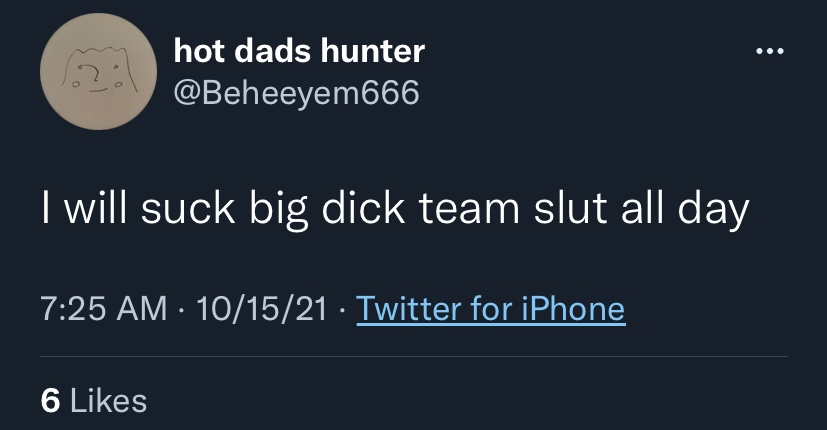 hot dads hunter
@Beheeyem666
I will suck big dick team slut all day
7:25 AM · 10/15/21 · Twitter for iPhone
6 Likes